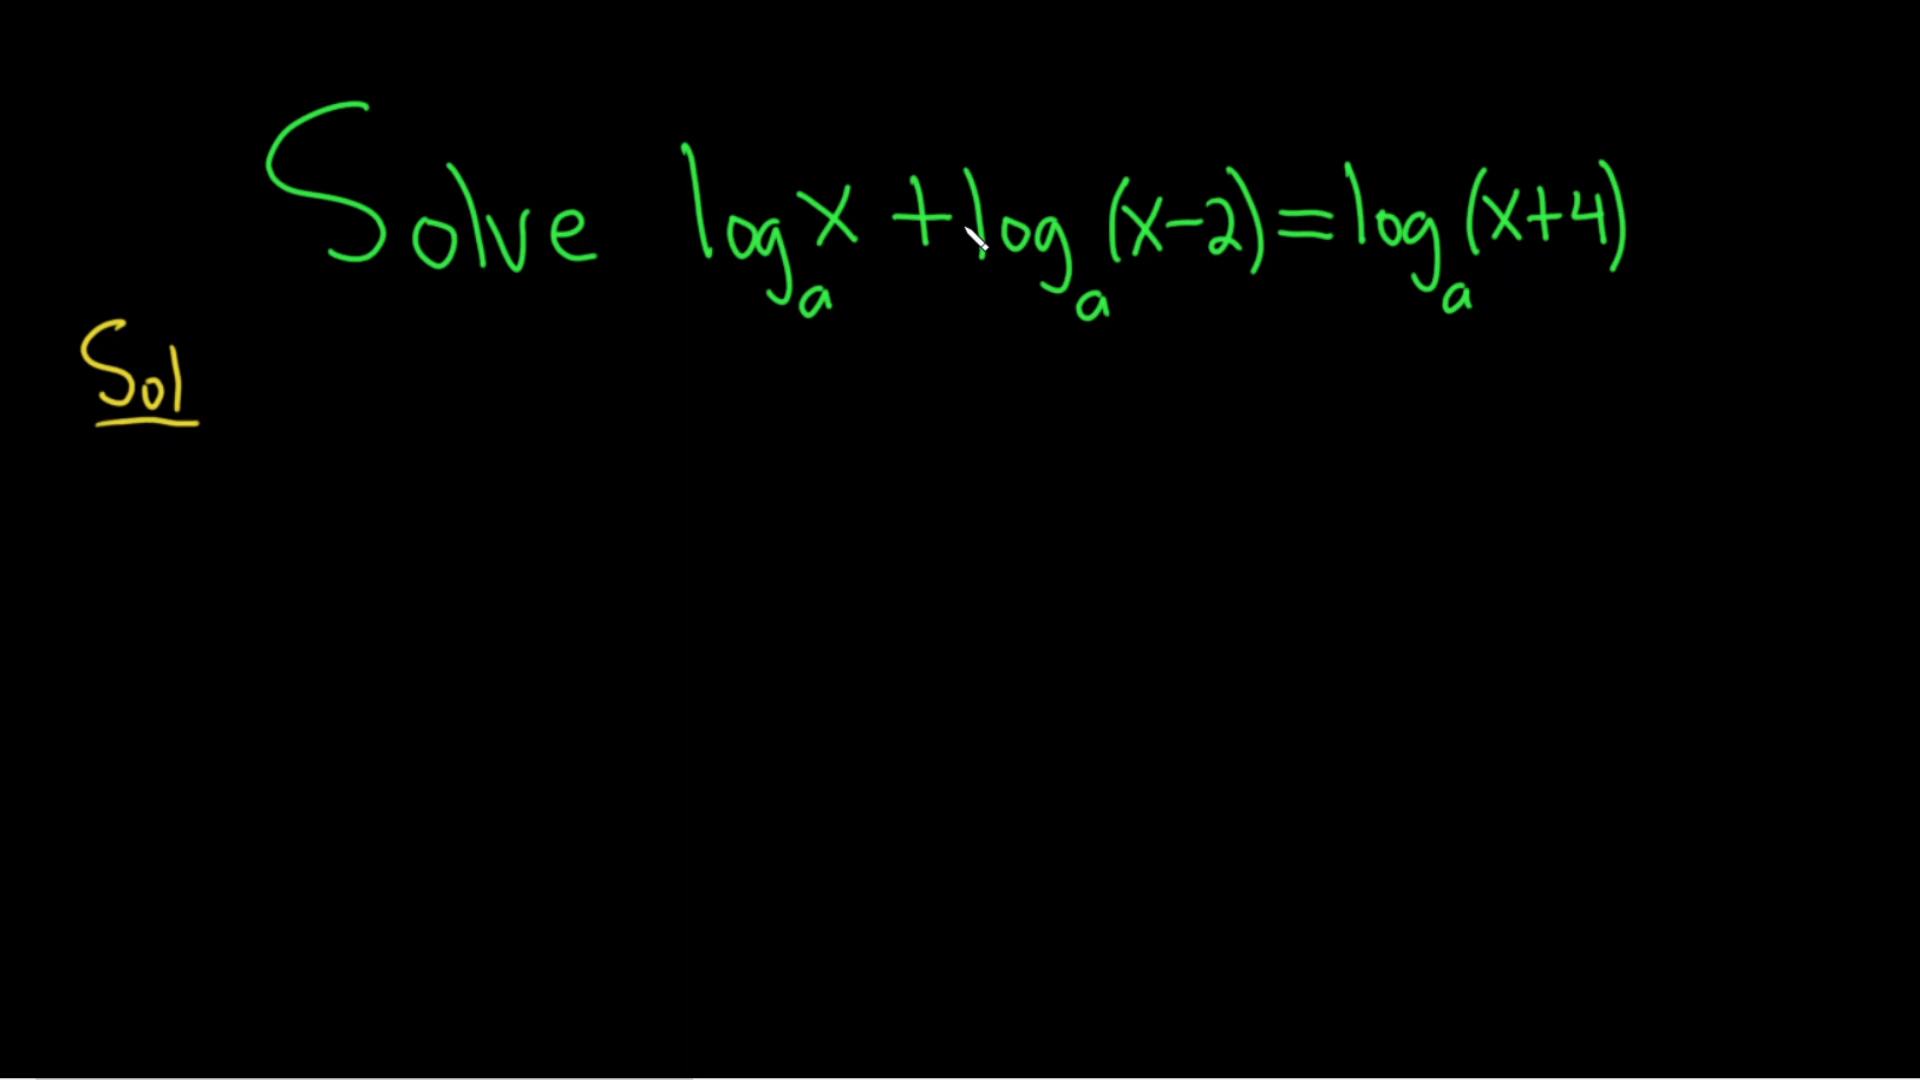 Solve logₐx + logₐ(x-2) = logₐ(x+4)
Sol